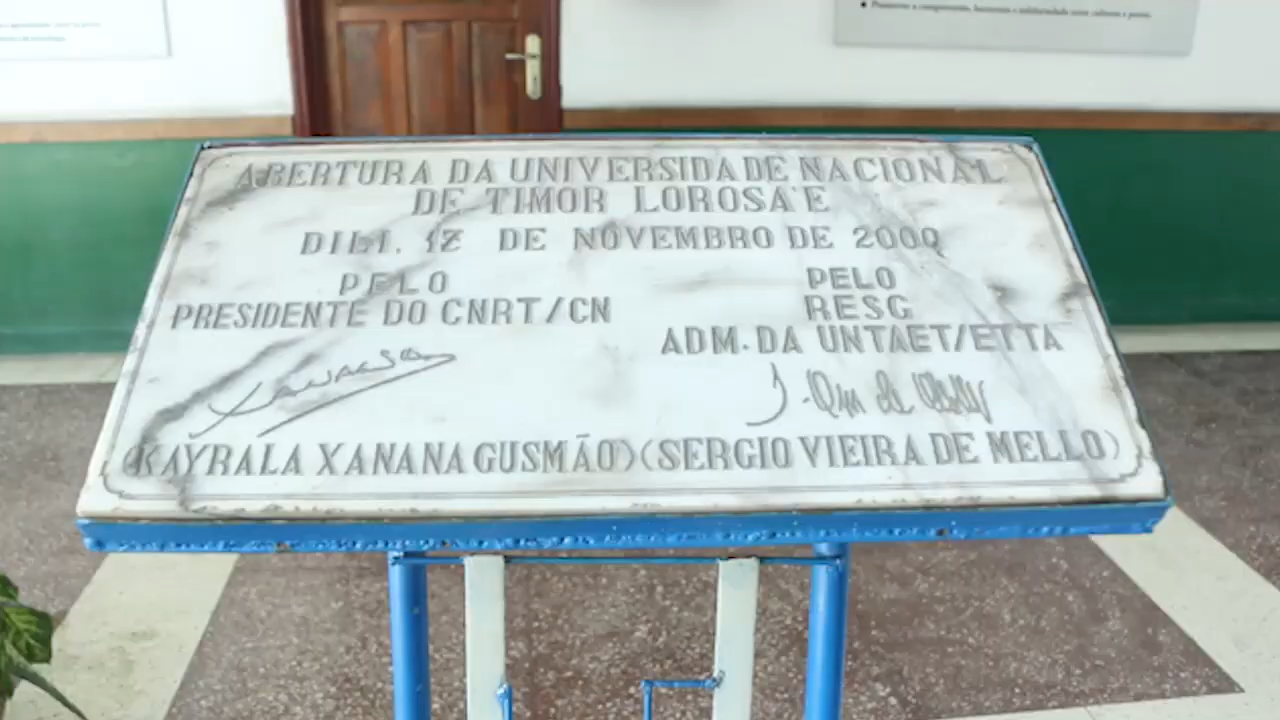 ABERTURA DA UNIVERSIDADE NACIONAL
DE TIMOR LOROSA'E
DILI. 17 DE NOVEMBRO DE 2000
PELO
PRESIDENTE DO CNRT/CN
PELO
RESG
ADM. DA UNTAET/ETTA
XANANA
(KAYRALA XANANA GUSMÃO) (SERGIO VIEIRA DE MELLO)